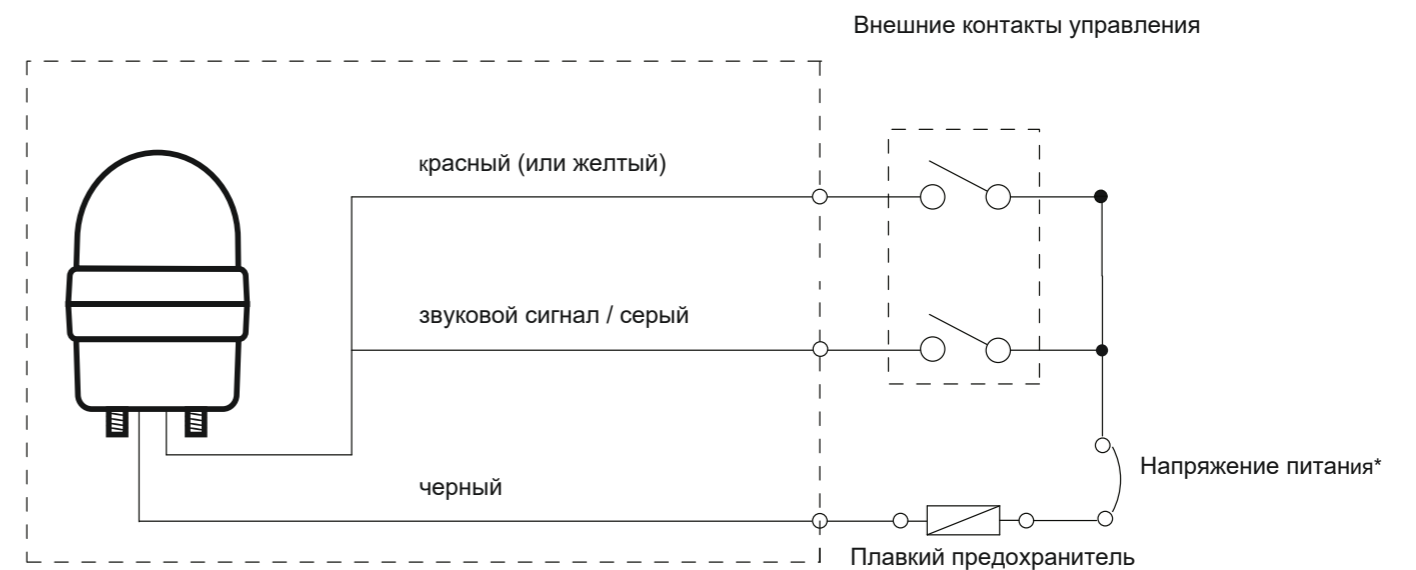 Внешние контакты управления
красный (или желтый)
звуковой сигнал / серый
Напряжение питания*
черный
Плавкий предохранитель